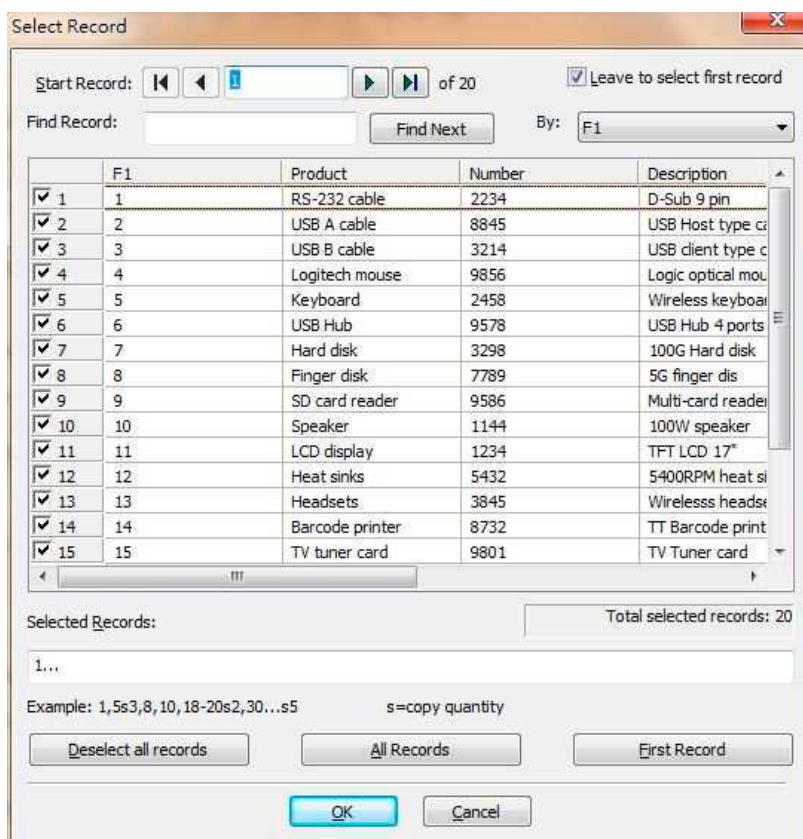 Select Record
Start Record: 1 of 20 Leave to select first record
Find Record: Find Next By: F1
F1 Product Number Description
1 1 RS-232 cable 2234 D-Sub 9 pin
2 2 USB A cable 8845 USB Host type ca
3 3 USB B cable 3214 USB client type c
4 4 Logitech mouse 9856 Logic optical mou
5 5 Keyboard 2458 Wireless keyboar
6 6 USB Hub 9578 USB Hub 4 ports
7 7 Hard disk 3298 100G Hard disk
8 8 Finger disk 7789 5G finger dis
9 9 SD card reader 9586 Multi-card reader
10 10 Speaker 1144 100W speaker
11 11 LCD display 1234 TFT LCD 17"
12 12 Heat sinks 5432 5400RPM heat si
13 13 Headsets 3845 Wirelesss headse
14 14 Barcode printer 8732 TT Barcode print
15 15 TV tuner card 9801 TV Tuner card
Selected Records: Total selected records: 20
1...
Example: 1,5s3,8,10,18-20s2,30...s5 s=copy quantity
Deselect all records All Records First Record
OK Cancel